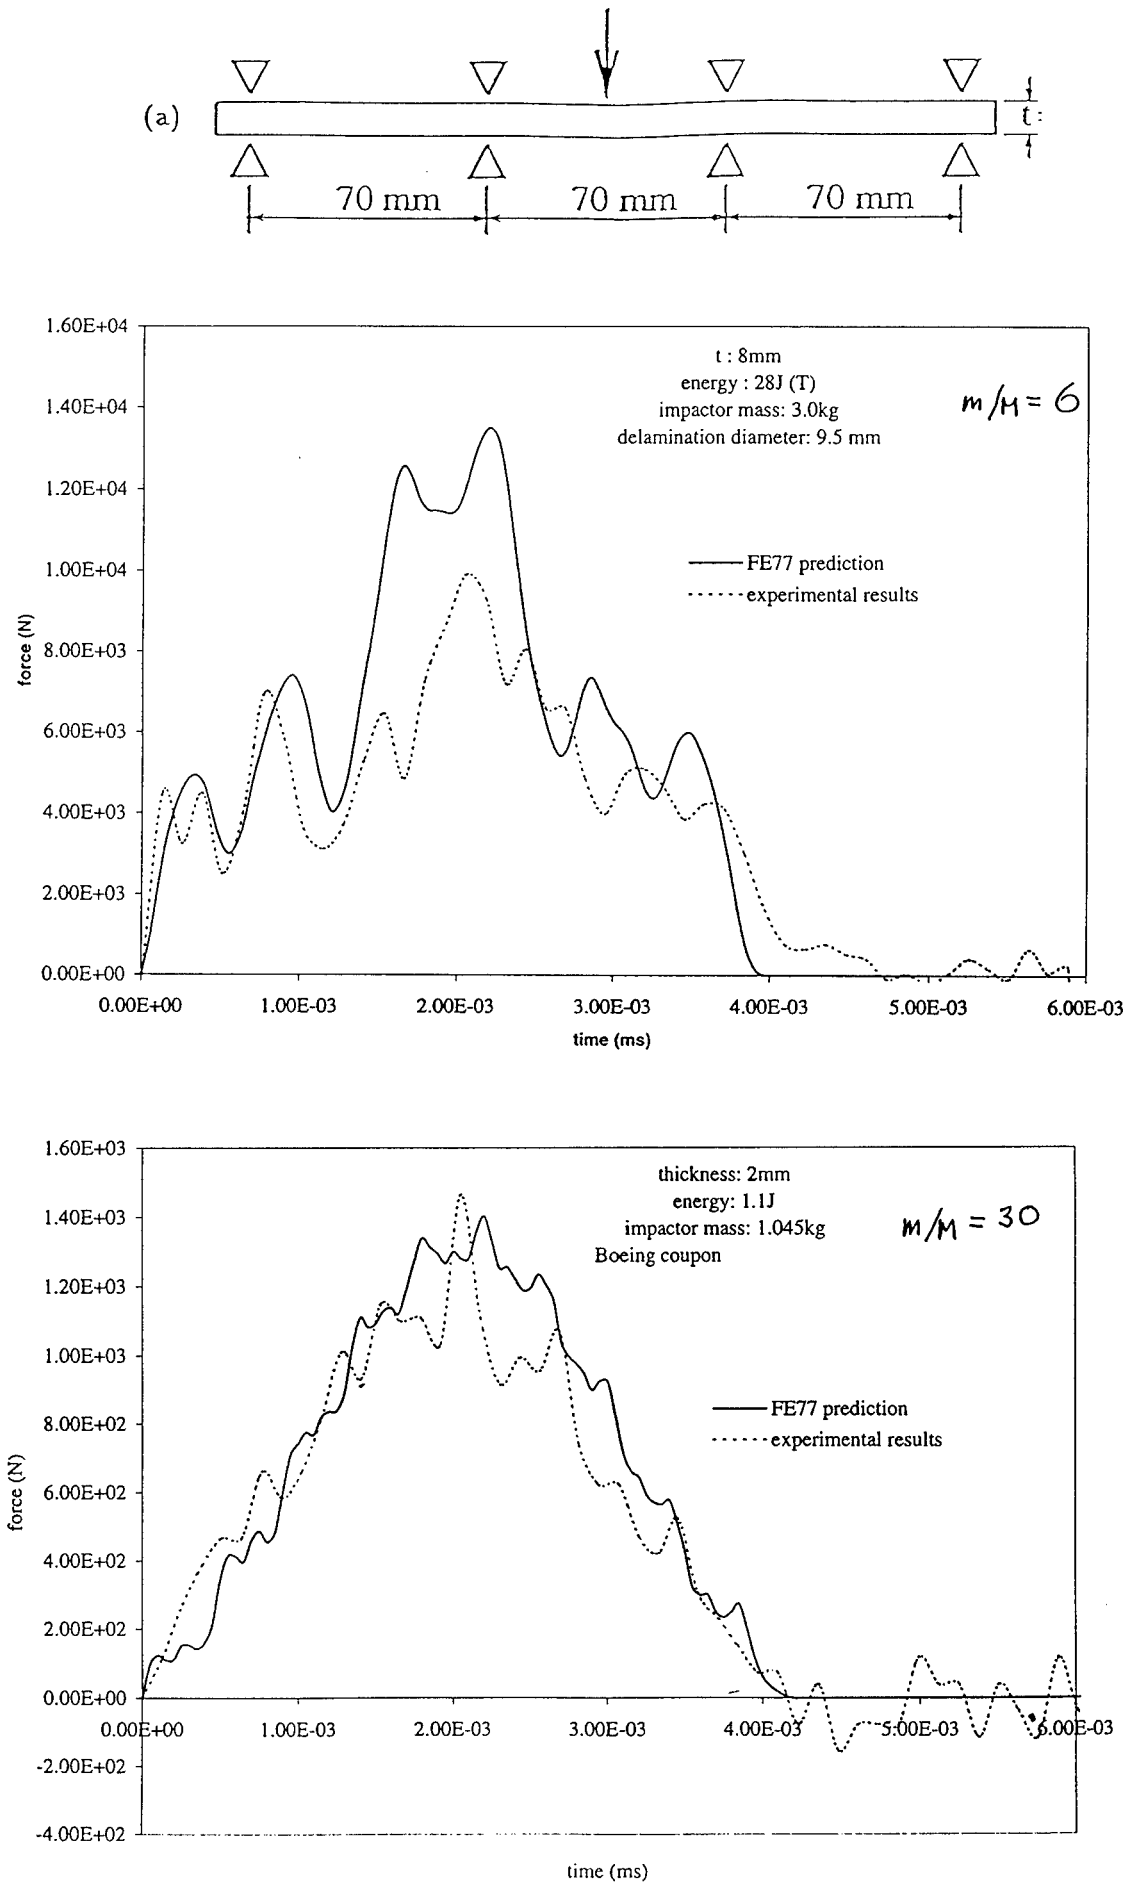 (a)
t:
70 mm 70 mm 70 mm
1.60E+04
1.40E+04
1.20E+04
1.00E+04
8.00E+03
6.00E+03
4.00E+03
2.00E+03
0.00E+00
force (N)
t : 8mm
energy : 28J (T)
impactor mass: 3.0kg
delamination diameter: 9.5 mm
m/M = 6
FE77 prediction
experimental results
0.00E+00 1.00E-03 2.00E-03 3.00E-03 4.00E-03 5.00E-03 6.00E-03
time (ms)
1.60E+03
1.40E+03
1.20E+03
1.00E+03
8.00E+02
6.00E+02
4.00E+02
2.00E+02
0.00E+00
-2.00E+02
-4.00E+02
force (N)
thickness: 2mm
energy: 1.1J
impactor mass: 1.045kg
Boeing coupon
m/M = 30
FE77 prediction
experimental results
0.00E+00 1.00E-03 2.00E-03 3.00E-03 4.00E-03 5.00E-03 6.00E-03
time (ms)